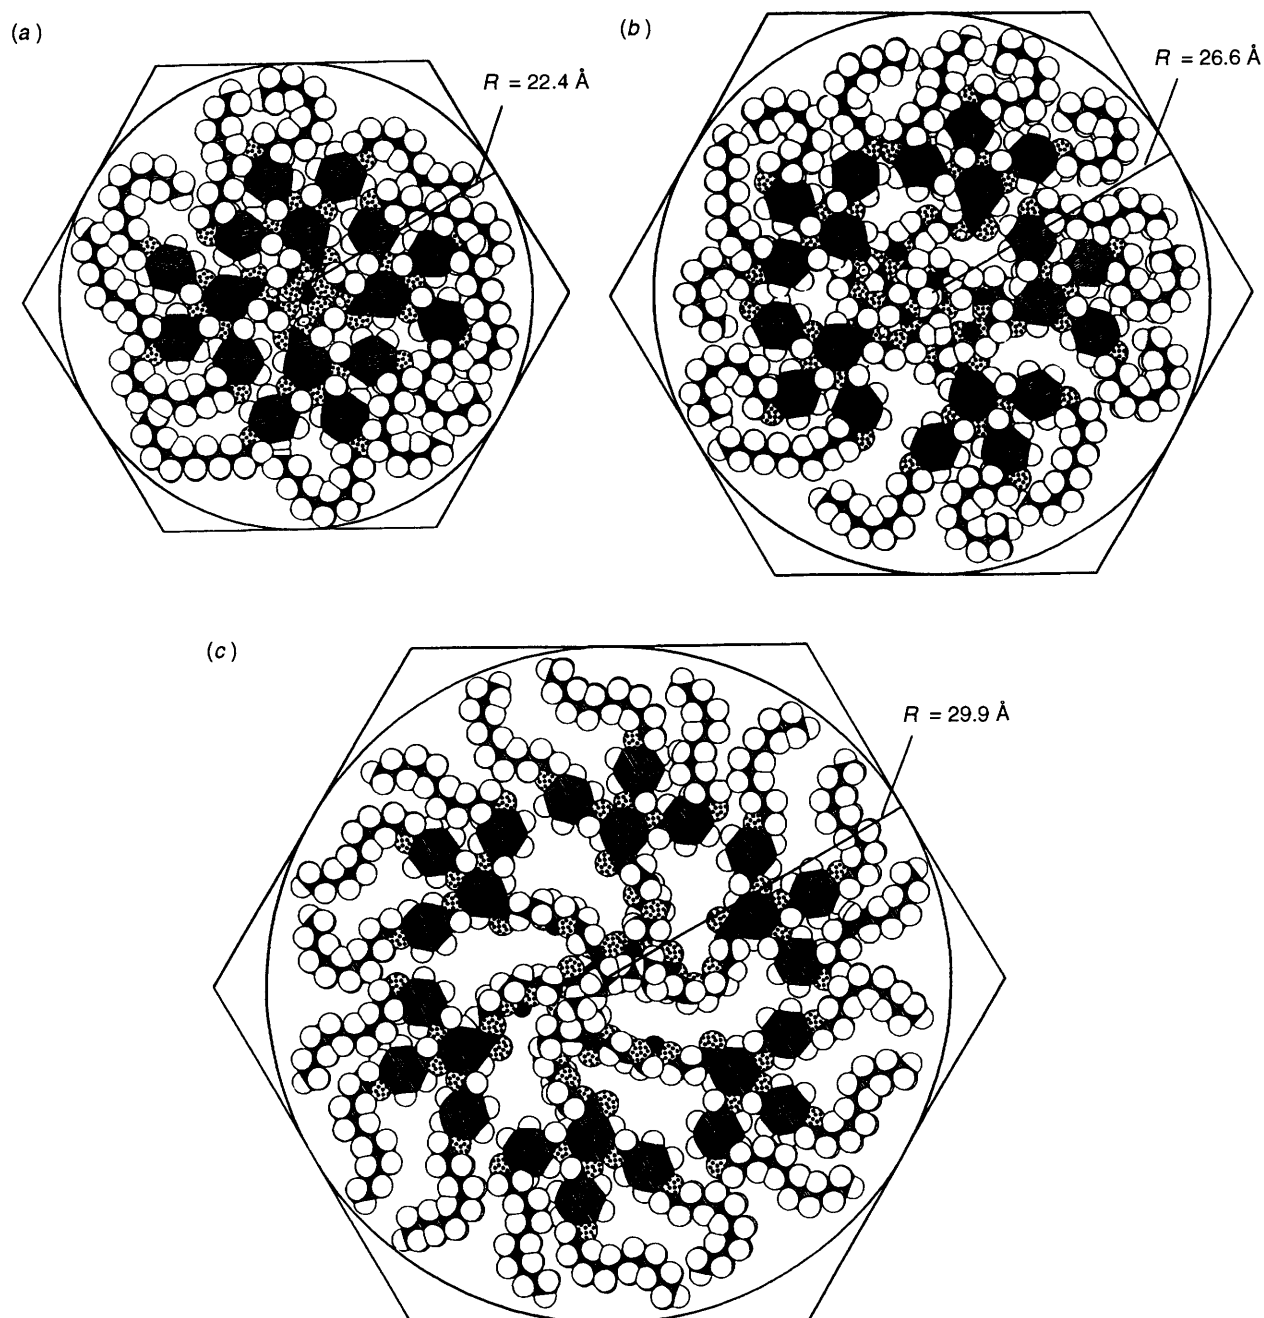 (a)
R = 22.4 Å
(b)
R = 26.6 Å
(c)
R = 29.9 Å